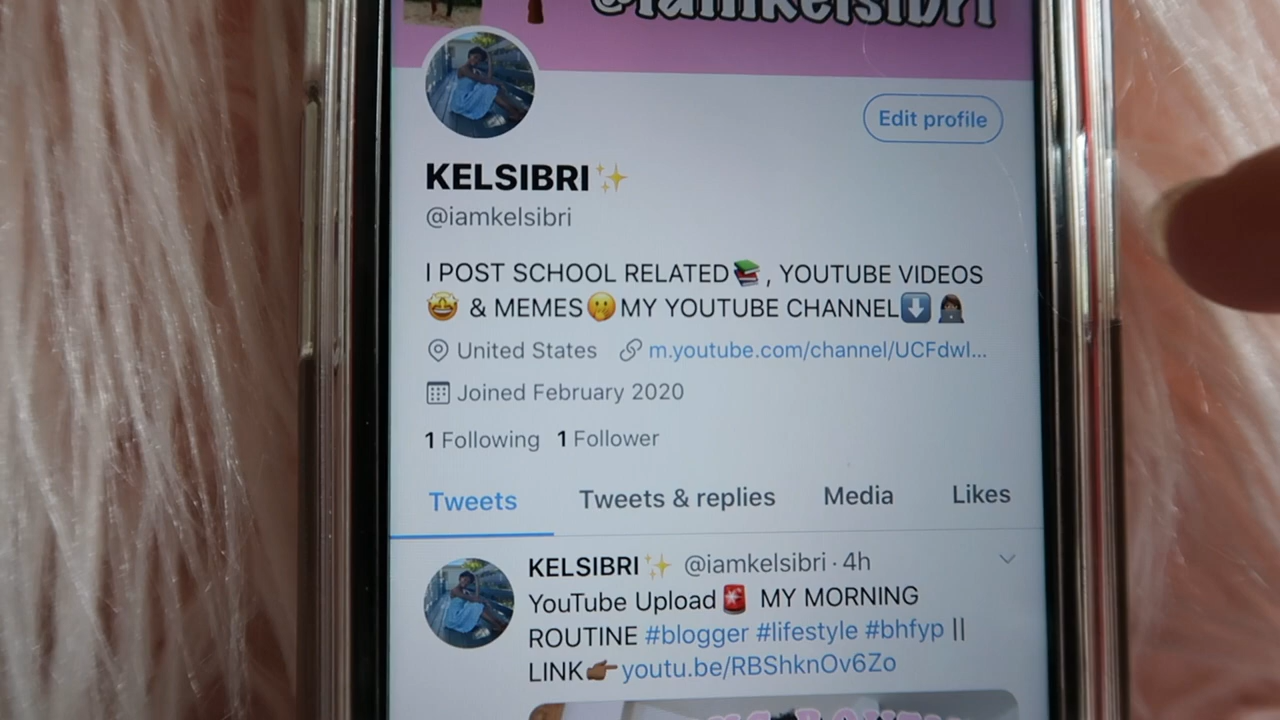 @iamkelsibri
Edit profile
KELSIBRI✨
@iamkelsibri
I POST SCHOOL RELATED📚, YOUTUBE VIDEOS
🤩 & MEMES🤭MY YOUTUBE CHANNEL⬇️👩🏾‍💻
United States m.youtube.com/channel/UCFdwl...
Joined February 2020
1 Following 1 Follower
Tweets Tweets & replies Media Likes
KELSIBRI✨ @iamkelsibri · 4h
YouTube Upload🚨 MY MORNING
ROUTINE #blogger #lifestyle #bhfyp ||
LINK👉🏾youtu.be/RBShknOv6Zo